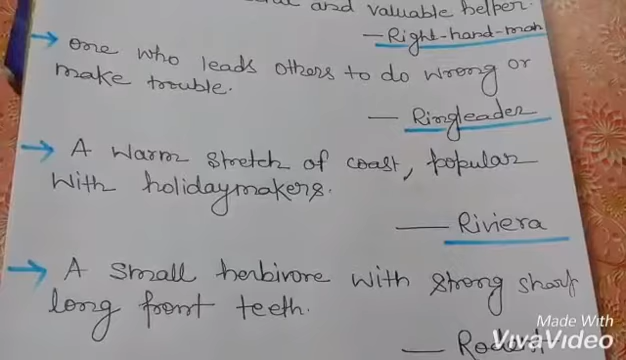 and valuable helper.
— Right-hand-man
→ one who leads others to do wrong or
make trouble.
— Ringleader
→ A warm stretch of coast, popular
with holidaymakers.
— Riviera
→ A small herbivore with strong sharp
long front teeth.
— Rodent
Made With
VivaVideo